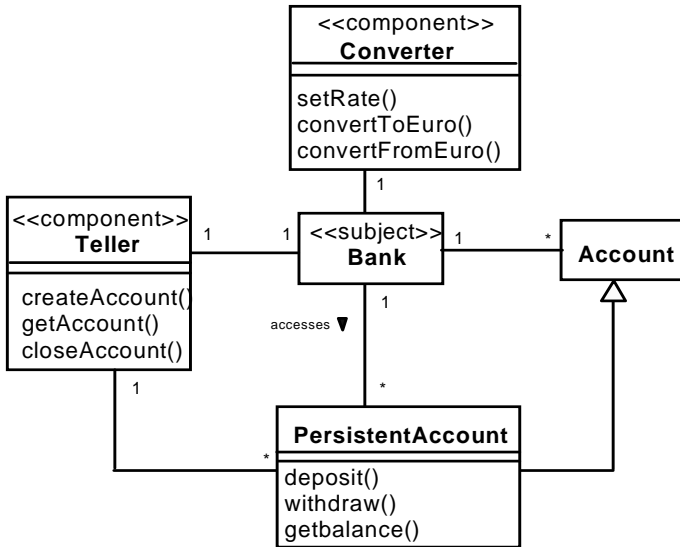 <<component>>
Converter
setRate()
convertToEuro()
convertFromEuro()
1
<<component>>
Teller
createAccount()
getAccount()
closeAccount()
1
1
<<subject>>
Bank
1
*
Account
1
accesses
1
*
*
PersistentAccount
deposit()
withdraw()
getbalance()